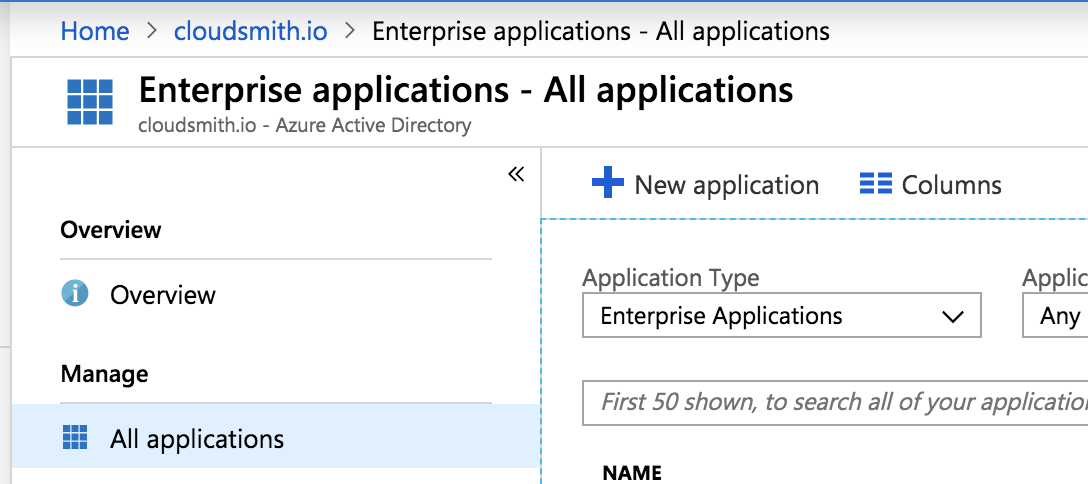 Home > cloudsmith.io > Enterprise applications - All applications
Enterprise applications - All applications
cloudsmith.io - Azure Active Directory
«
New application Columns
Overview
Overview
Application Type
Enterprise Applications
Applic
Any
Manage
All applications
First 50 shown, to search all of your applicatio
NAME